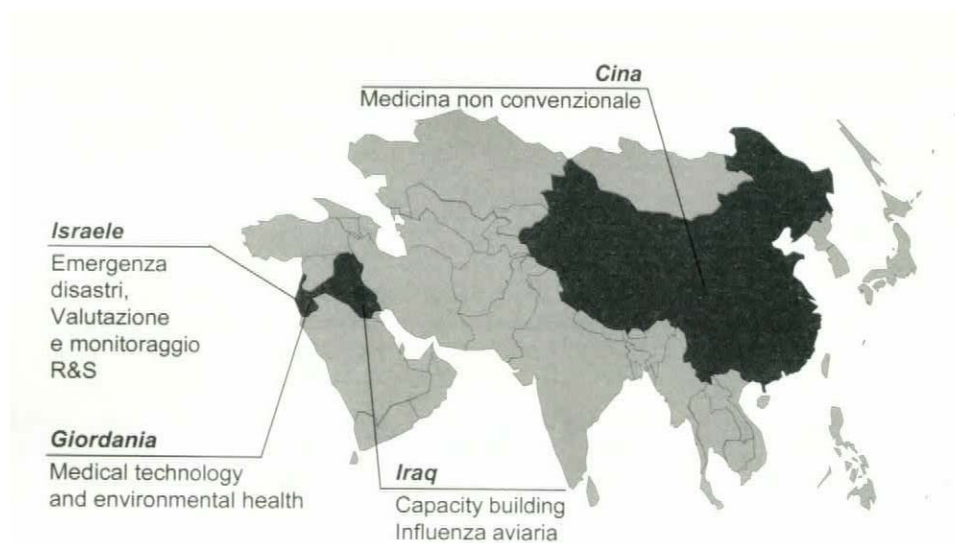 Cina
Medicina non convenzionale
Israele
Emergenza
disastri,
Valutazione
e monitoraggio
R&S
Giordania
Medical technology
and environmental health
Iraq
Capacity building
Influenza aviaria